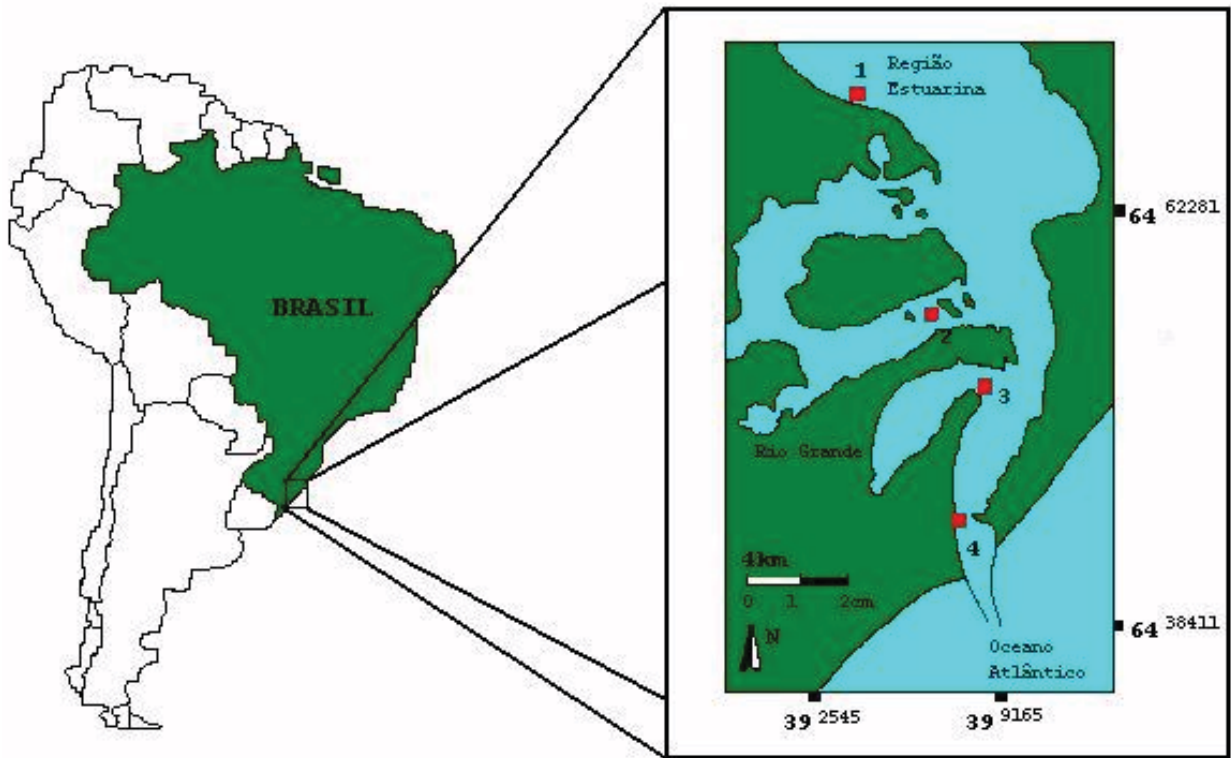 BRASIL
1
Região
Estuarina
64 62281
2
3
Rio Grande
4
4km
0 1 2cm
N
64 38411
Oceano
Atlântico
39 2545
39 9165